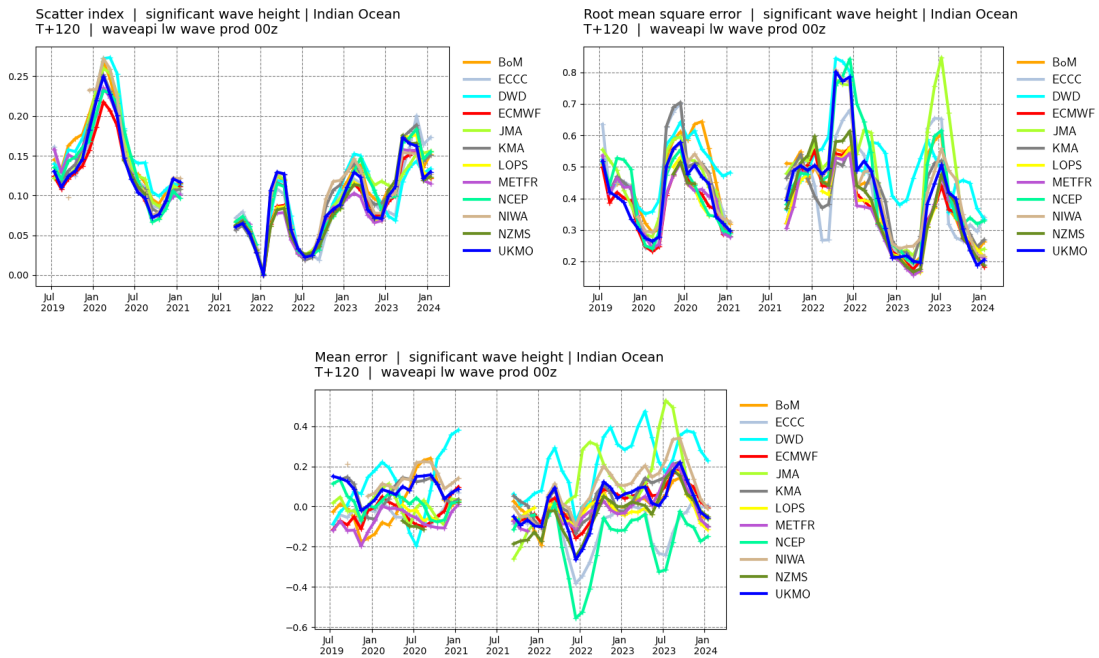 Scatter index | significant wave height | Indian Ocean
T+120 | waveapi lw wave prod 00z
0.25
0.20
0.15
0.10
0.05
0.00
Jul Jan Jul Jan Jan Jul Jan Jul Jan
2019 2020 2020 2021 2022 2022 2023 2023 2024
BoM
ECCC
DWD
ECMWF
JMA
KMA
LOPS
METFR
NCEP
NIWA
NZMS
UKMO
Root mean square error | significant wave height | Indian Ocean
T+120 | waveapi lw wave prod 00z
0.8
0.7
0.6
0.5
0.4
0.3
0.2
Jul Jan Jul Jan Jan Jul Jan Jul Jan
2019 2020 2020 2021 2022 2022 2023 2023 2024
BoM
ECCC
DWD
ECMWF
JMA
KMA
LOPS
METFR
NCEP
NIWA
NZMS
UKMO
Mean error | significant wave height | Indian Ocean
T+120 | waveapi lw wave prod 00z
0.4
0.2
0.0
−0.2
−0.4
−0.6
Jul Jan Jul Jan Jan Jul Jan Jul Jan
2019 2020 2020 2021 2022 2022 2023 2023 2024
BoM
ECCC
DWD
ECMWF
JMA
KMA
LOPS
METFR
NCEP
NIWA
NZMS
UKMO